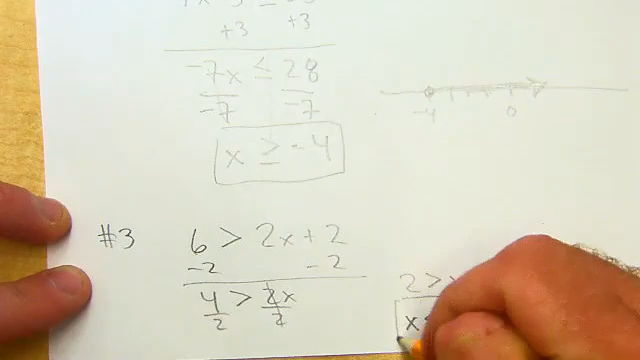 +3 +3
-7x ≤ 28
-7 -7
x ≥ -4
-4 0
#3 6 > 2x + 2
-2 -2
4 > 2x
2 2
2 >
x